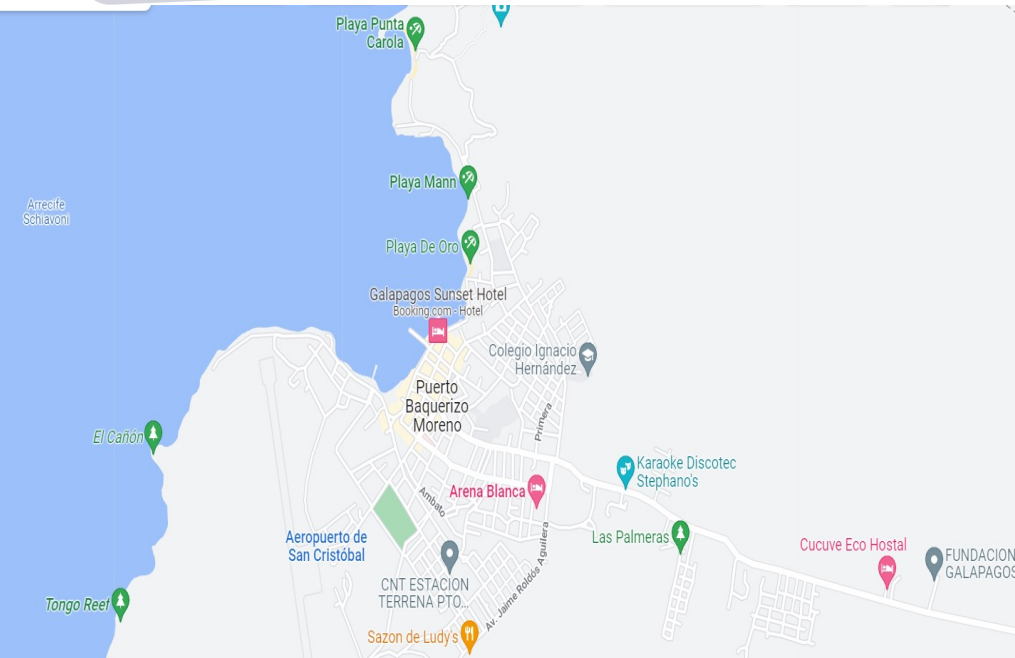 Playa Punta
Carola
Playa Mann
Arrecife
Schiavoni
Playa De Oro
Galapagos Sunset Hotel
Booking.com - Hotel
Colegio Ignacio
Hernández
Puerto
Baquerizo
Moreno
Primera
El Cañón
Karaoke Discotec
Stephano's
Arena Blanca
Ambato
Las Palmeras
Aeropuerto de
San Cristóbal
Cucuve Eco Hostal
FUNDACION
GALAPAGOS
CNT ESTACION
TERRENA PTO...
Av. Jaime Roldós Aguilera
Tongo Reef
Sazon de Ludy's